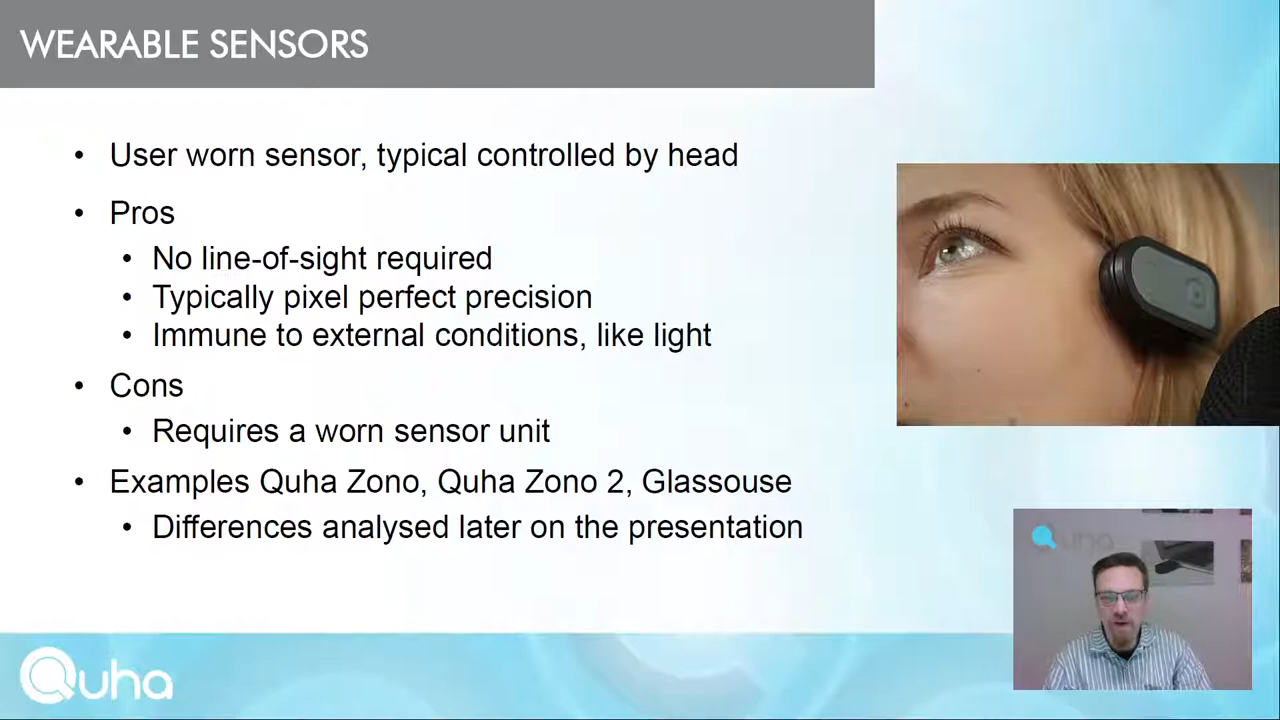 WEARABLE SENSORS
• User worn sensor, typical controlled by head
• Pros
• No line-of-sight required
• Typically pixel perfect precision
• Immune to external conditions, like light
• Cons
• Requires a worn sensor unit
• Examples Quha Zono, Quha Zono 2, Glassouse
• Differences analysed later on the presentation
Quha
Quha